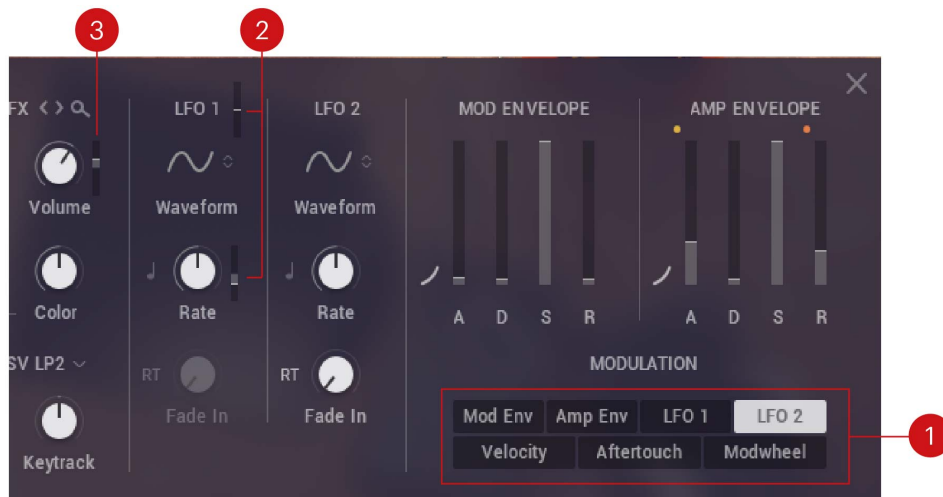 3
2
FX
LFO 1
LFO 2
MOD ENVELOPE
AMP ENVELOPE
Volume
Waveform
Waveform
Color
Rate
Rate
A D S R
A D S R
SV LP2
RT
RT
MODULATION
Keytrack
Fade In
Fade In
Mod Env
Amp Env
LFO 1
LFO 2
Velocity
Aftertouch
Modwheel
1